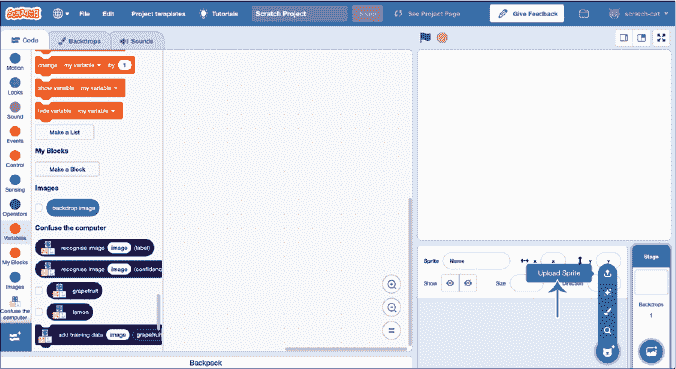 SCRATCH
File Edit Project templates Tutorials Scratch Project See Project Page Give Feedback scratch-cat
Code Backdrops Sounds
Motion
Looks
Sound
Events
Control
Sensing
Operators
Variables
My Blocks
Images
Confuse the computer
change my variable by 1
show variable my variable
hide variable my variable
Make a List
My Blocks
Make a Block
Images
backdrop image
Confuse the computer
recognise image image (label)
recognise image image (confidenc
grapefruit
lemon
add training data image grapefruit
Backpack
Sprite Name x x y y
Show Size Direction
Upload Sprite
Stage
Backdrops
1